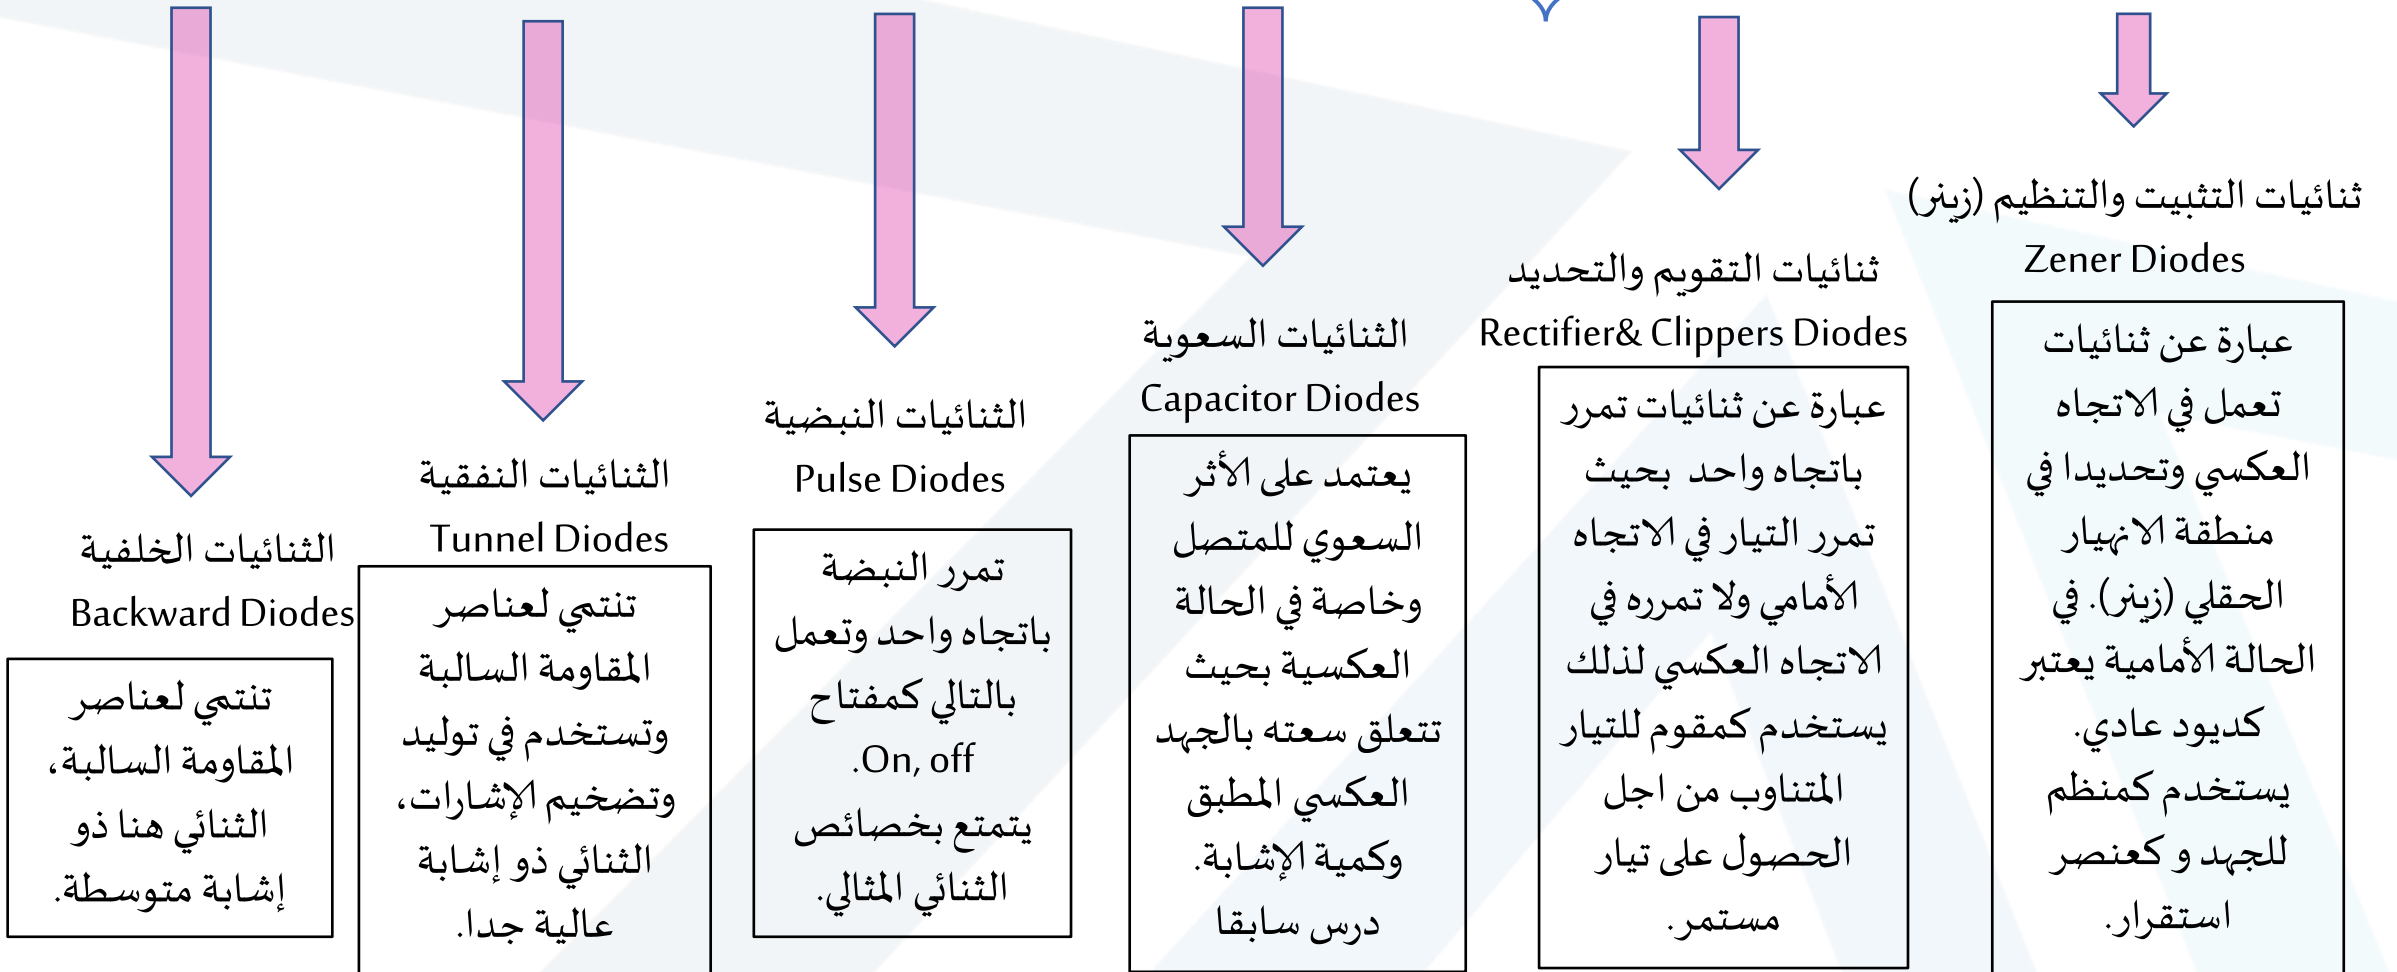 ثنائيات التثبيت والتنظيم (زينر)
Zener Diodes
عبارة عن ثنائيات
تعمل في الاتجاه
العكسي وتحديدا في
منطقة الانهيار
الحقلي (زينر). في
الحالة الأمامية يعتبر
كديود عادي.
يستخدم كمنظم
للجهد و كعنصر
استقرار.
ثنائيات التقويم والتحديد
Rectifier& Clippers Diodes
عبارة عن ثنائيات تمرر
باتجاه واحد بحيث
تمرر التيار في الاتجاه
الأمامي ولا تمرره في
الاتجاه العكسي لذلك
يستخدم كمقوم للتيار
المتناوب من اجل
الحصول على تيار
مستمر.
الثنائيات السعوية
Capacitor Diodes
يعتمد على الأثر
السعوي للمتصل
وخاصة في الحالة
العكسية بحيث
تتعلق سعته بالجهد
العكسي المطبق
وكمية الإشابة.
درس سابقا
الثنائيات النبضية
Pulse Diodes
تمرر النبضة
باتجاه واحد وتعمل
بالتالي كمفتاح
On, off.
يتمتع بخصائص
الثنائي المثالي.
الثنائيات النفقية
Tunnel Diodes
تنتمي لعناصر
المقاومة السالبة
وتستخدم في توليد
وتضخيم الإشارات،
الثنائي ذو إشابة
عالية جدا.
الثنائيات الخلفية
Backward Diodes
تنتمي لعناصر
المقاومة السالبة،
الثنائي هنا ذو
إشابة متوسطة.